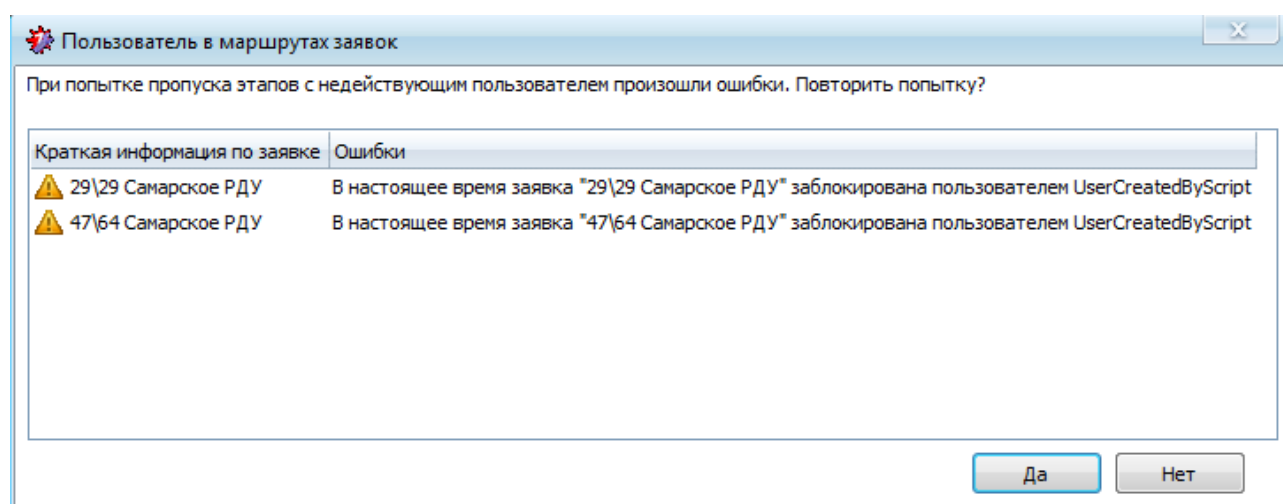 Пользователь в маршрутах заявок
При попытке пропуска этапов с недействующим пользователем произошли ошибки. Повторить попытку?
Краткая информация по заявке Ошибки
29\29 Самарское РДУ В настоящее время заявка "29\29 Самарское РДУ" заблокирована пользователем UserCreatedByScript
47\64 Самарское РДУ В настоящее время заявка "47\64 Самарское РДУ" заблокирована пользователем UserCreatedByScript
Да Нет